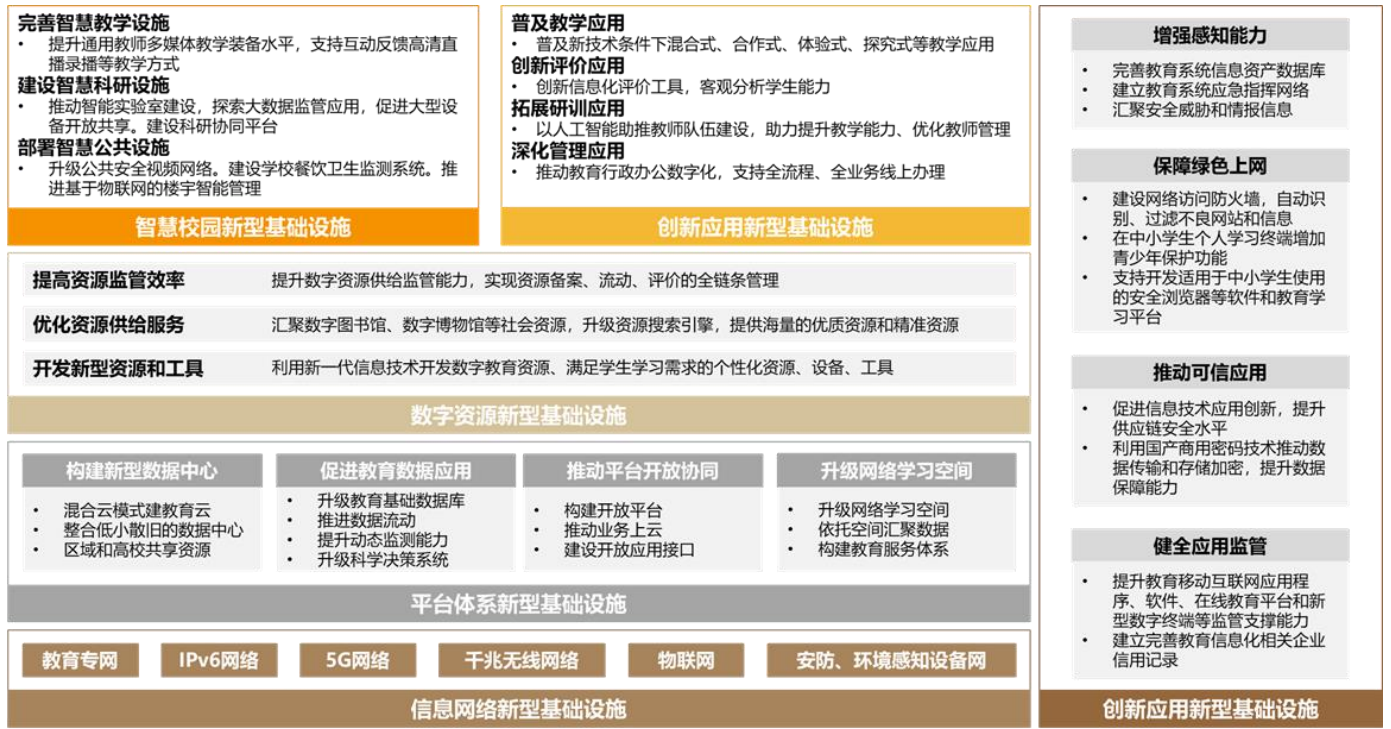 完善智慧教学设施
• 提升通用教师多媒体教学装备水平，支持互动反馈高清直
播录播等教学方式
建设智慧科研设施
• 推动智能实验室建设，探索大数据监管应用，促进大型设
备开放共享。建设科研协同平台
部署智慧公共设施
• 升级公共安全视频网络。建设学校餐饮卫生监测系统。推
进基于物联网的楼宇智能管理
智慧校园新型基础设施
普及教学应用
• 普及新技术条件下混合式、合作式、体验式、探究式等教学应用
创新评价应用
• 创新信息化评价工具，客观分析学生能力
拓展研训应用
• 以人工智能助推教师队伍建设，助力提升教学能力、优化教师管理
深化管理应用
• 推动教育行政办公数字化，支持全流程、全业务线上办理
创新应用新型基础设施
提高资源监管效率 提升数字资源供给监管能力，实现资源备案、流动、评价的全链条管理
优化资源供给服务 汇聚数字图书馆、数字博物馆等社会资源，升级资源搜索引擎，提供海量的优质资源和精准资源
开发新型资源和工具 利用新一代信息技术开发数字教育资源、满足学生学习需求的个性化资源、设备、工具
数字资源新型基础设施
构建新型数据中心
• 混合云模式建教育云
• 整合低小散旧的数据中心
• 区域和高校共享资源
促进教育数据应用
• 升级教育基础数据库
• 推进数据流动
• 提升动态监测能力
• 升级科学决策系统
推动平台开放协同
• 构建开放平台
• 推动业务上云
• 建设开放应用接口
升级网络学习空间
• 升级网络学习空间
• 依托空间汇聚数据
• 构建教育服务体系
平台体系新型基础设施
教育专网 IPv6网络 5G网络 千兆无线网络 物联网 安防、环境感知设备网
信息网络新型基础设施
增强感知能力
• 完善教育系统信息资产数据库
• 建立教育系统应急指挥网络
• 汇聚安全威胁和情报信息
保障绿色上网
• 建设网络访问防火墙，自动识
别、过滤不良网站和信息
• 在中小学生个人学习终端增加
青少年保护功能
• 支持开发适用于中小学生使用
的安全浏览器等软件和教育学
习平台
推动可信应用
• 促进信息技术应用创新，提升
供应链安全水平
• 利用国产商用密码技术推动数
据传输和存储加密，提升数据
保障能力
健全应用监管
• 提升教育移动互联网应用程
序、软件、在线教育平台和新
型数字终端等监管支撑能力
• 建立完善教育信息化相关企业
信用记录
创新应用新型基础设施